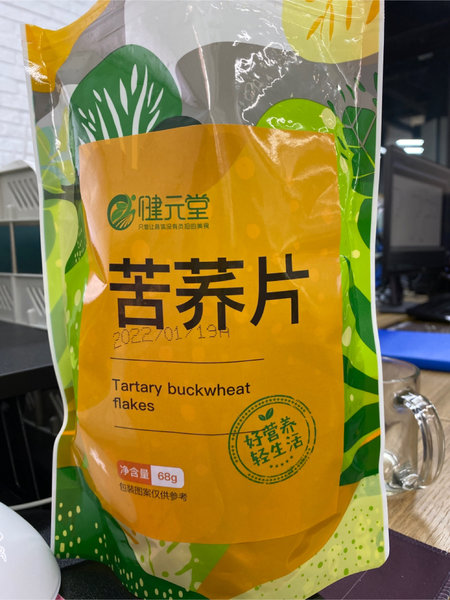 健元堂
苦荞片
2022/01/19A
Tartary buckwheat
flakes
好营养
轻生活
净含量 68g
包装图案仅供参考